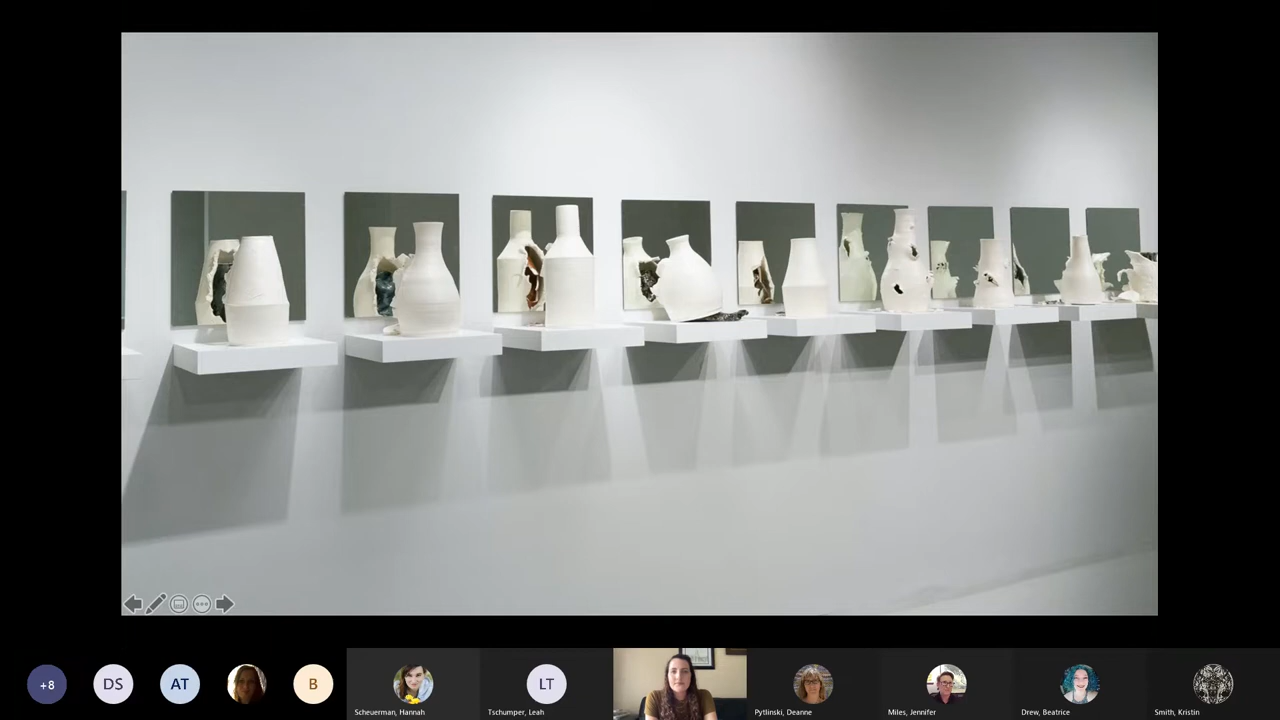 +8
DS
AT
B
Scheuerman, Hannah
LT
Tschumper, Leah
Pytlinski, Deanne
Miles, Jennifer
Drew, Beatrice
Smith, Kristin